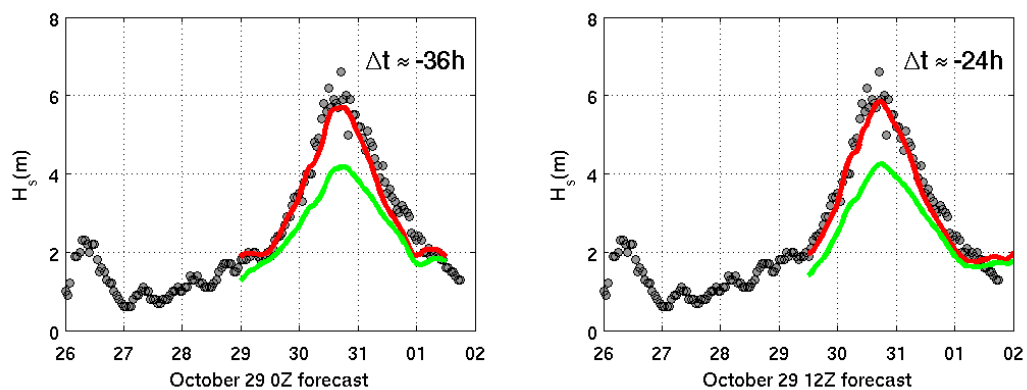 8
6
4
2
0
H_s(m)
Δt ≈ -36h
26 27 28 29 30 31 01 02
October 29 0Z forecast
8
6
4
2
0
H_s(m)
Δt ≈ -24h
26 27 28 29 30 31 01 02
October 29 12Z forecast